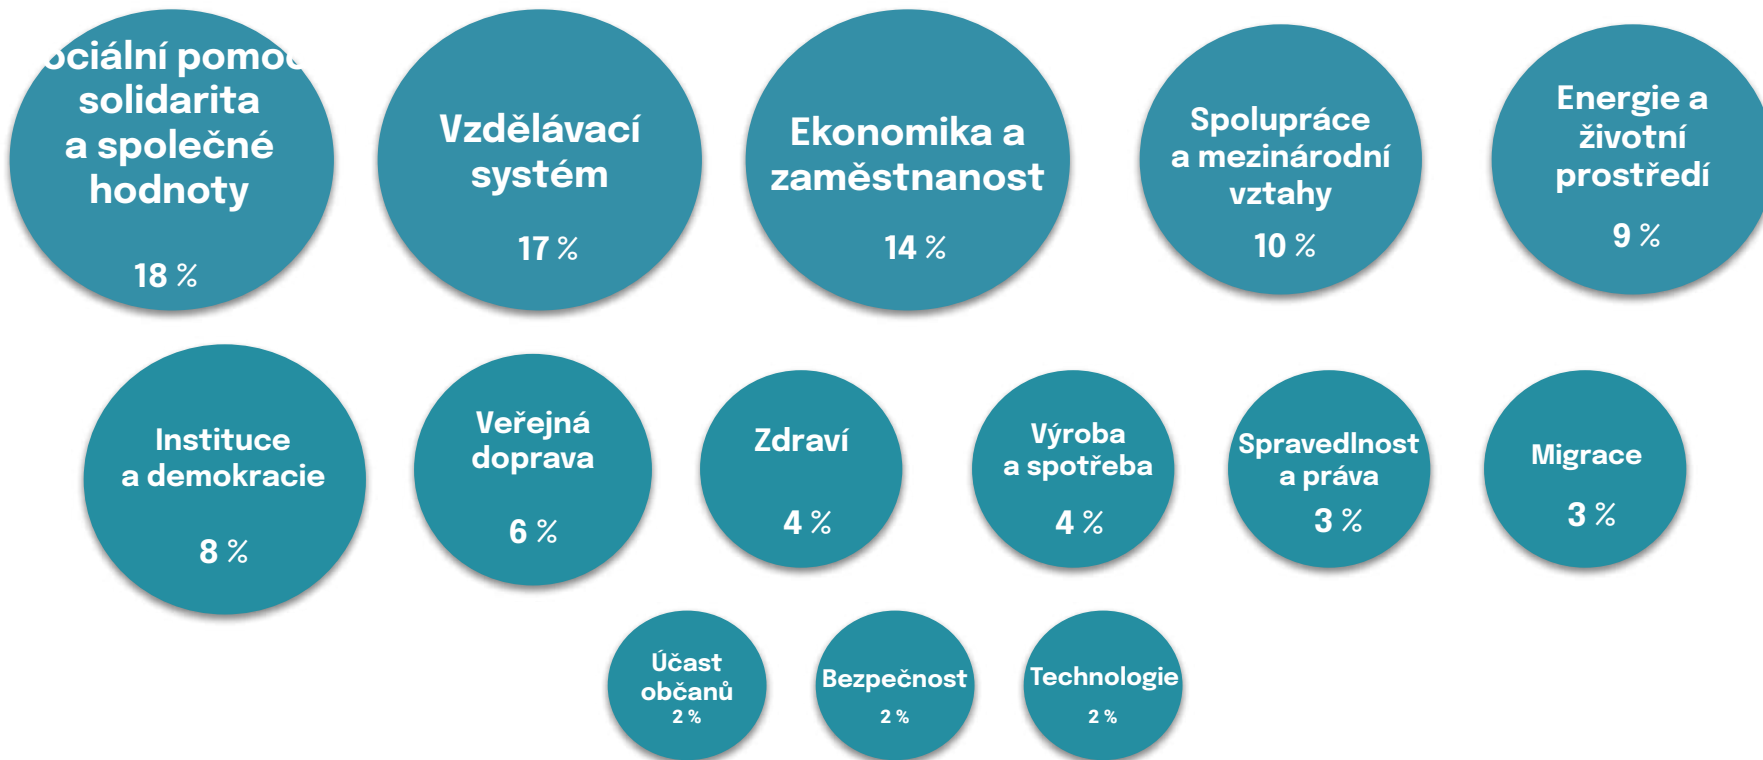 ociální pomoc
solidarita
a společné
hodnoty
18 %
Vzdělávací
systém
17 %
Ekonomika a
zaměstnanost
14 %
Spolupráce
a mezinárodní
vztahy
10 %
Energie a
životní
prostředí
9 %
Instituce
a demokracie
8 %
Veřejná
doprava
6 %
Zdraví
4 %
Výroba
a spotřeba
4 %
Spravedlnost
a práva
3 %
Migrace
3 %
Účast
občanů
2 %
Bezpečnost
2 %
Technologie
2 %